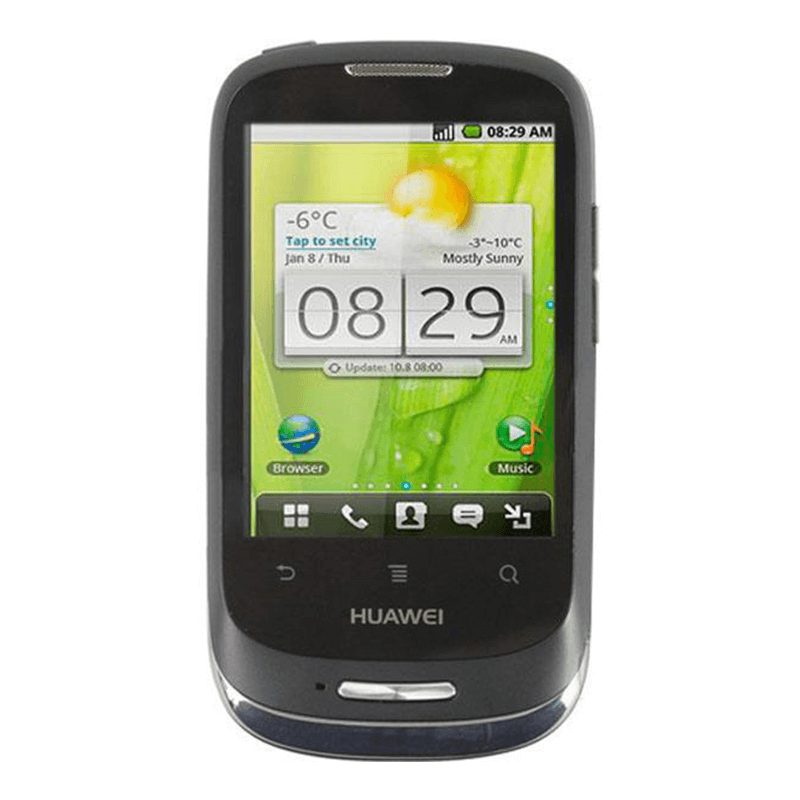 08:29 AM
-6°C
Tap to set city
-3°~10°C
Jan 8 / Thu
Mostly Sunny
08 29
AM
Update: 10.8 08:00
Browser
Music
HUAWEI